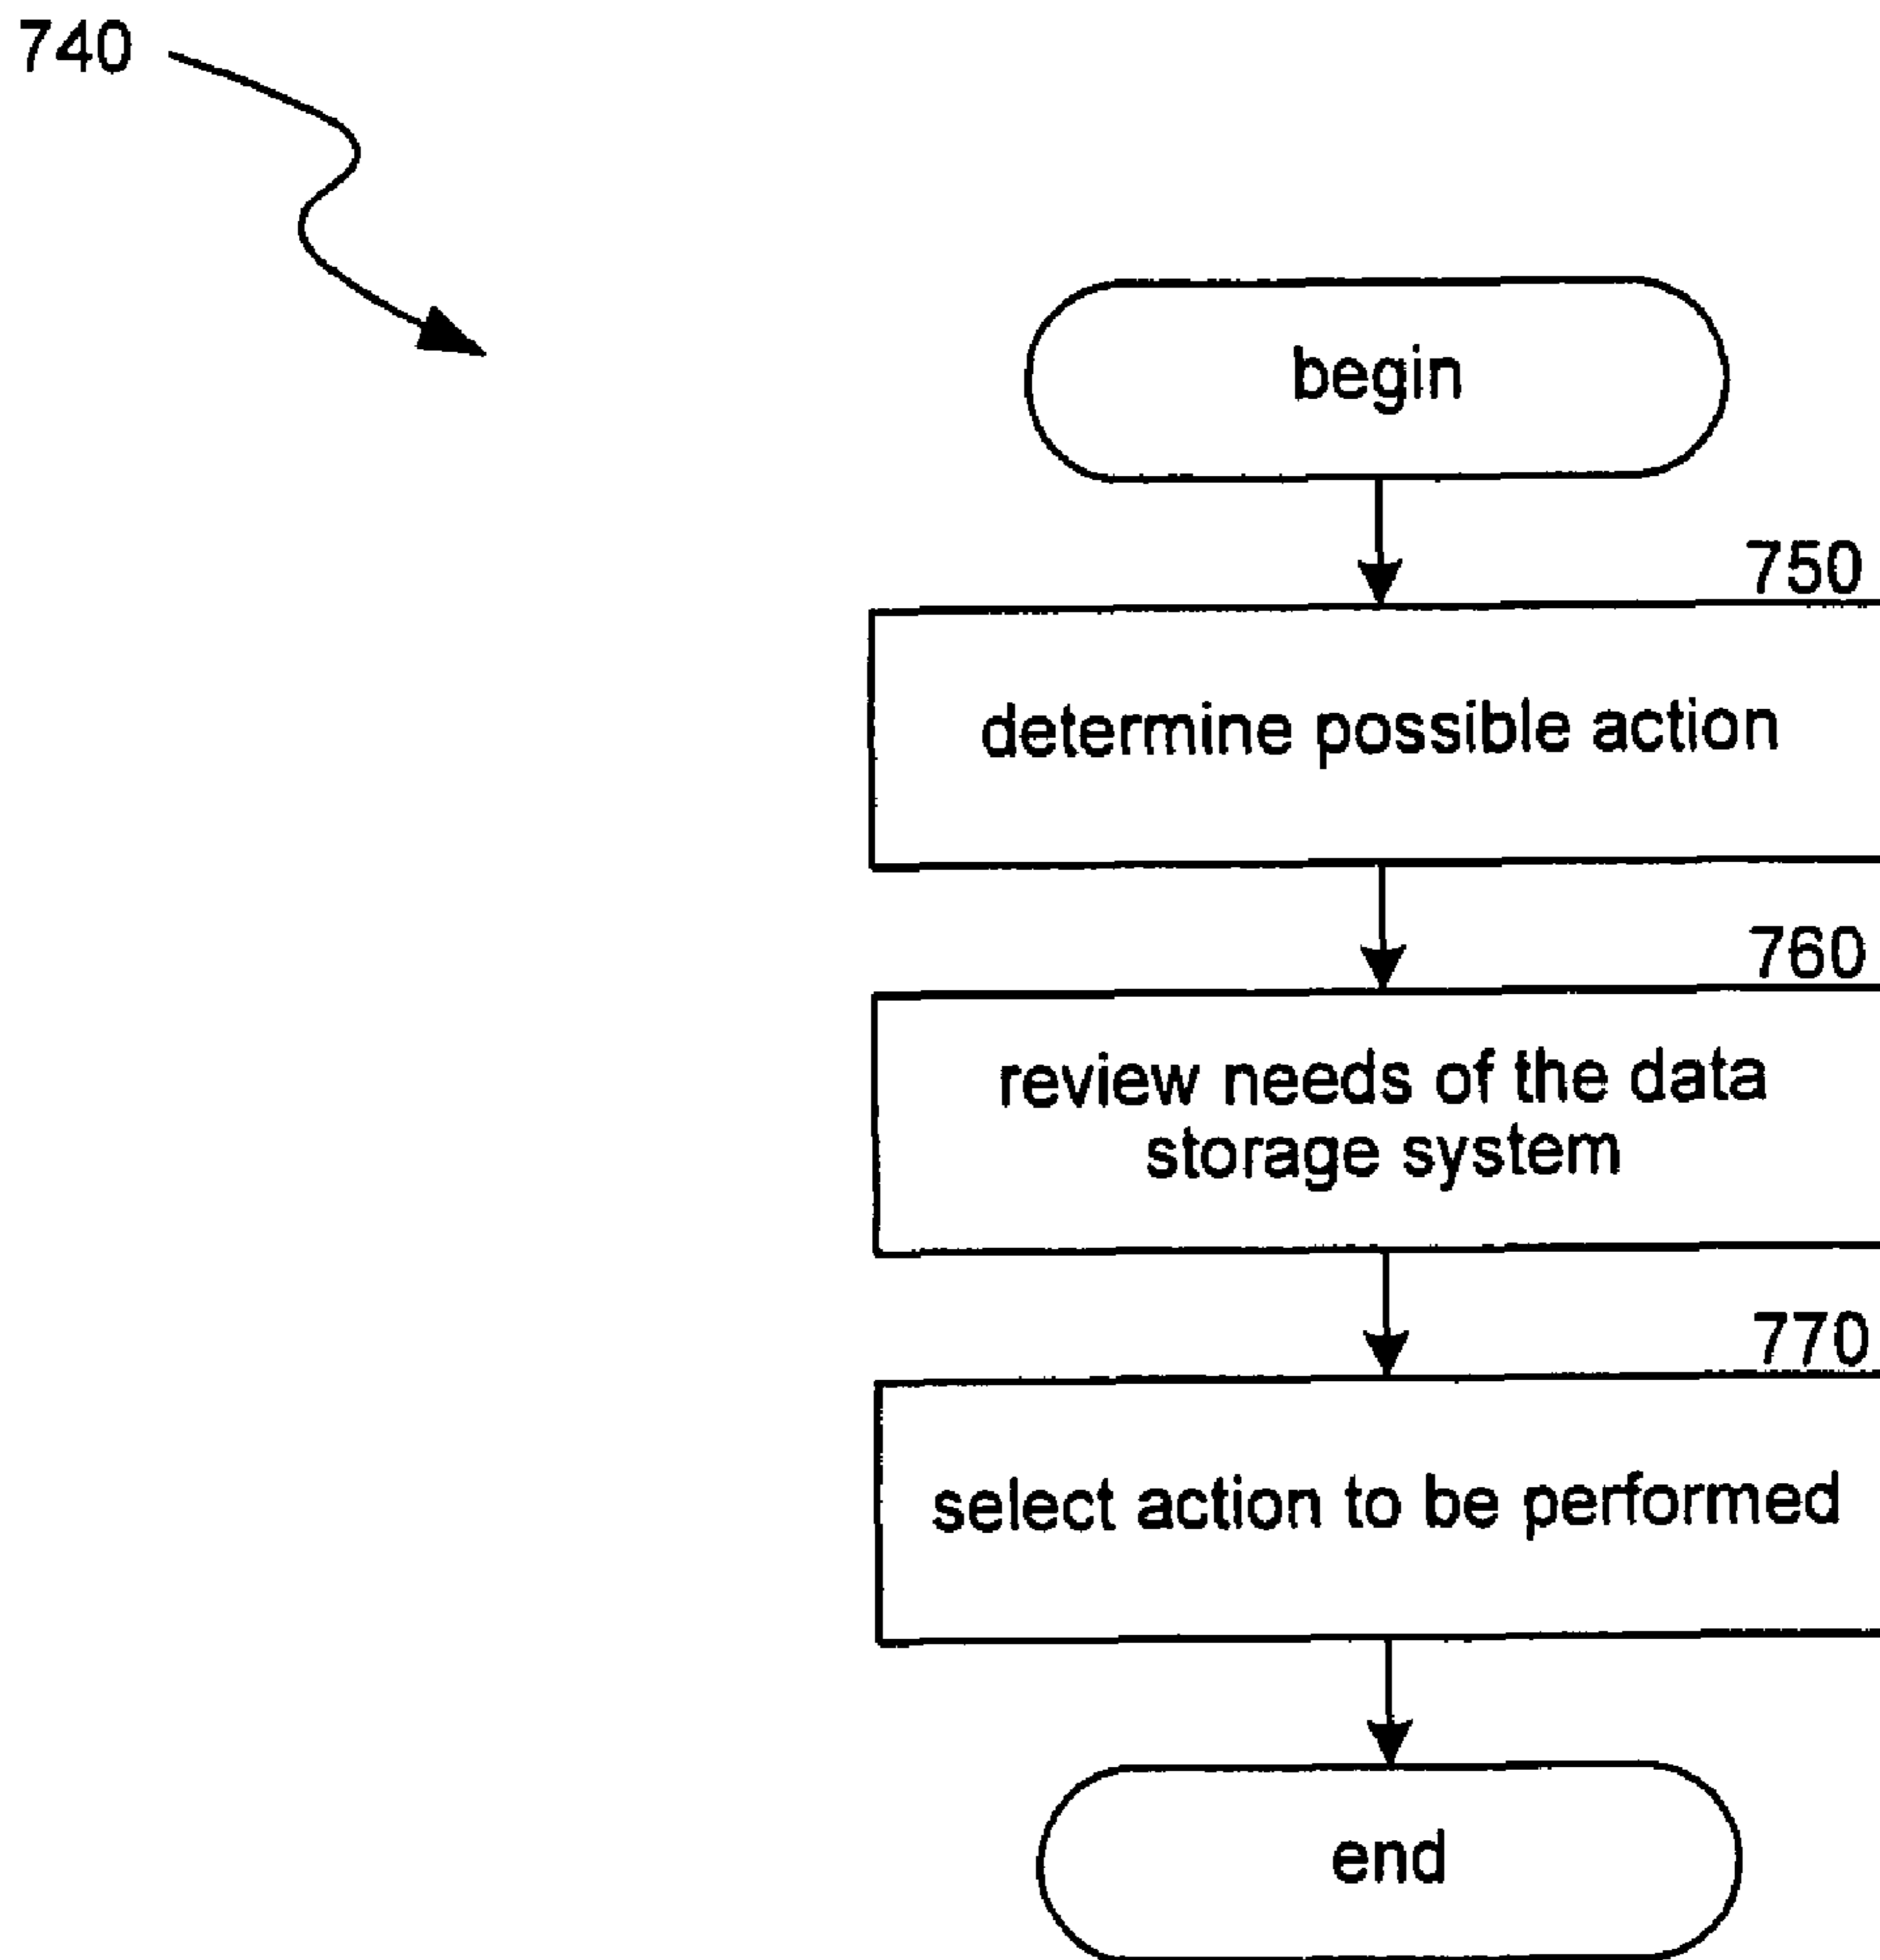 740
begin
750
determine possible action
760
review needs of the data
storage system
770
select action to be performed
end